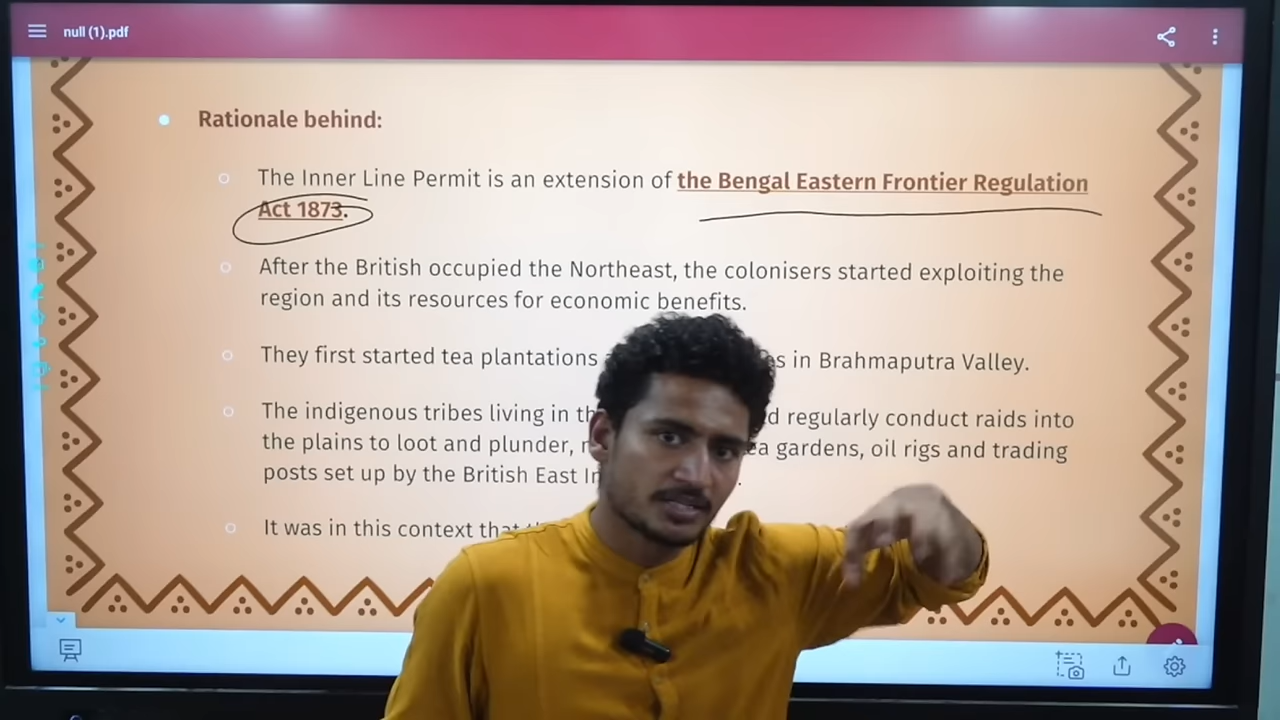 null (1).pdf
Rationale behind:
The Inner Line Permit is an extension of the Bengal Eastern Frontier Regulation
Act 1873.
After the British occupied the Northeast, the colonisers started exploiting the
region and its resources for economic benefits.
They first started tea plantations in Brahmaputra Valley.
The indigenous tribes living in regularly conduct raids into
the plains to loot and plunder, gardens, oil rigs and trading
posts set up by the British East
It was in this context that